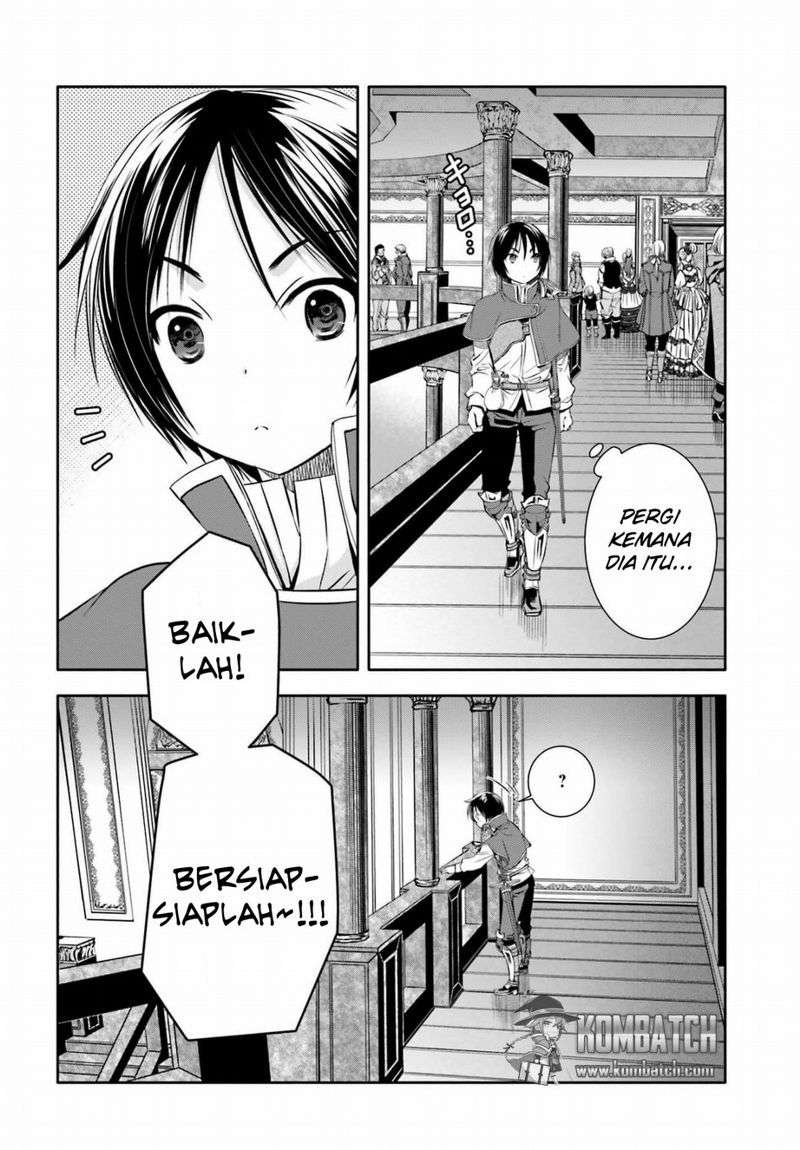 キョロ…
PERGI
KEMANA
DIA ITU...
BAIK-
LAH!
BERSIAP-
SIAPLAH~!!!
?
KOMBATCH
www.kombatch.com